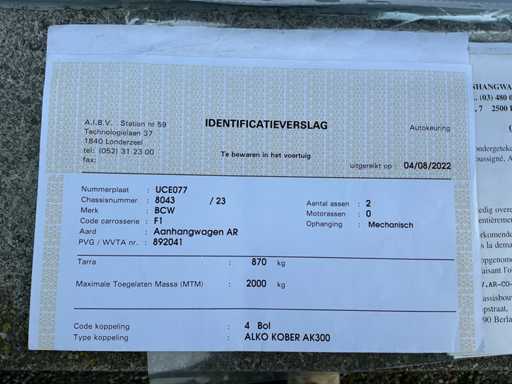 A.I.B.V. Station nr 59
Technologielaan 37
1840 Londerzeel
tel: (052) 31 23 00
fax:
IDENTIFICATIEVERSLAG
Te bewaren in het voertuig
Autokeuring
uitgereikt op : 04/08/2022
Nummerplaat : UCE077
Chassisnummer : 8043 / 23
Merk : BCW
Code carrosserie : F1
Aard : Aanhangwagen AR
PVG / WVTA nr. : 892041
Aantal assen : 2
Motorassen : 0
Ophanging : Mechanisch
Tarra : 870 kg
Maximale Toegelaten Massa (MTM) : 2000 kg
Code koppeling : 4 Bol
Type koppeling : ALKO KOBER AK300
(03) 480